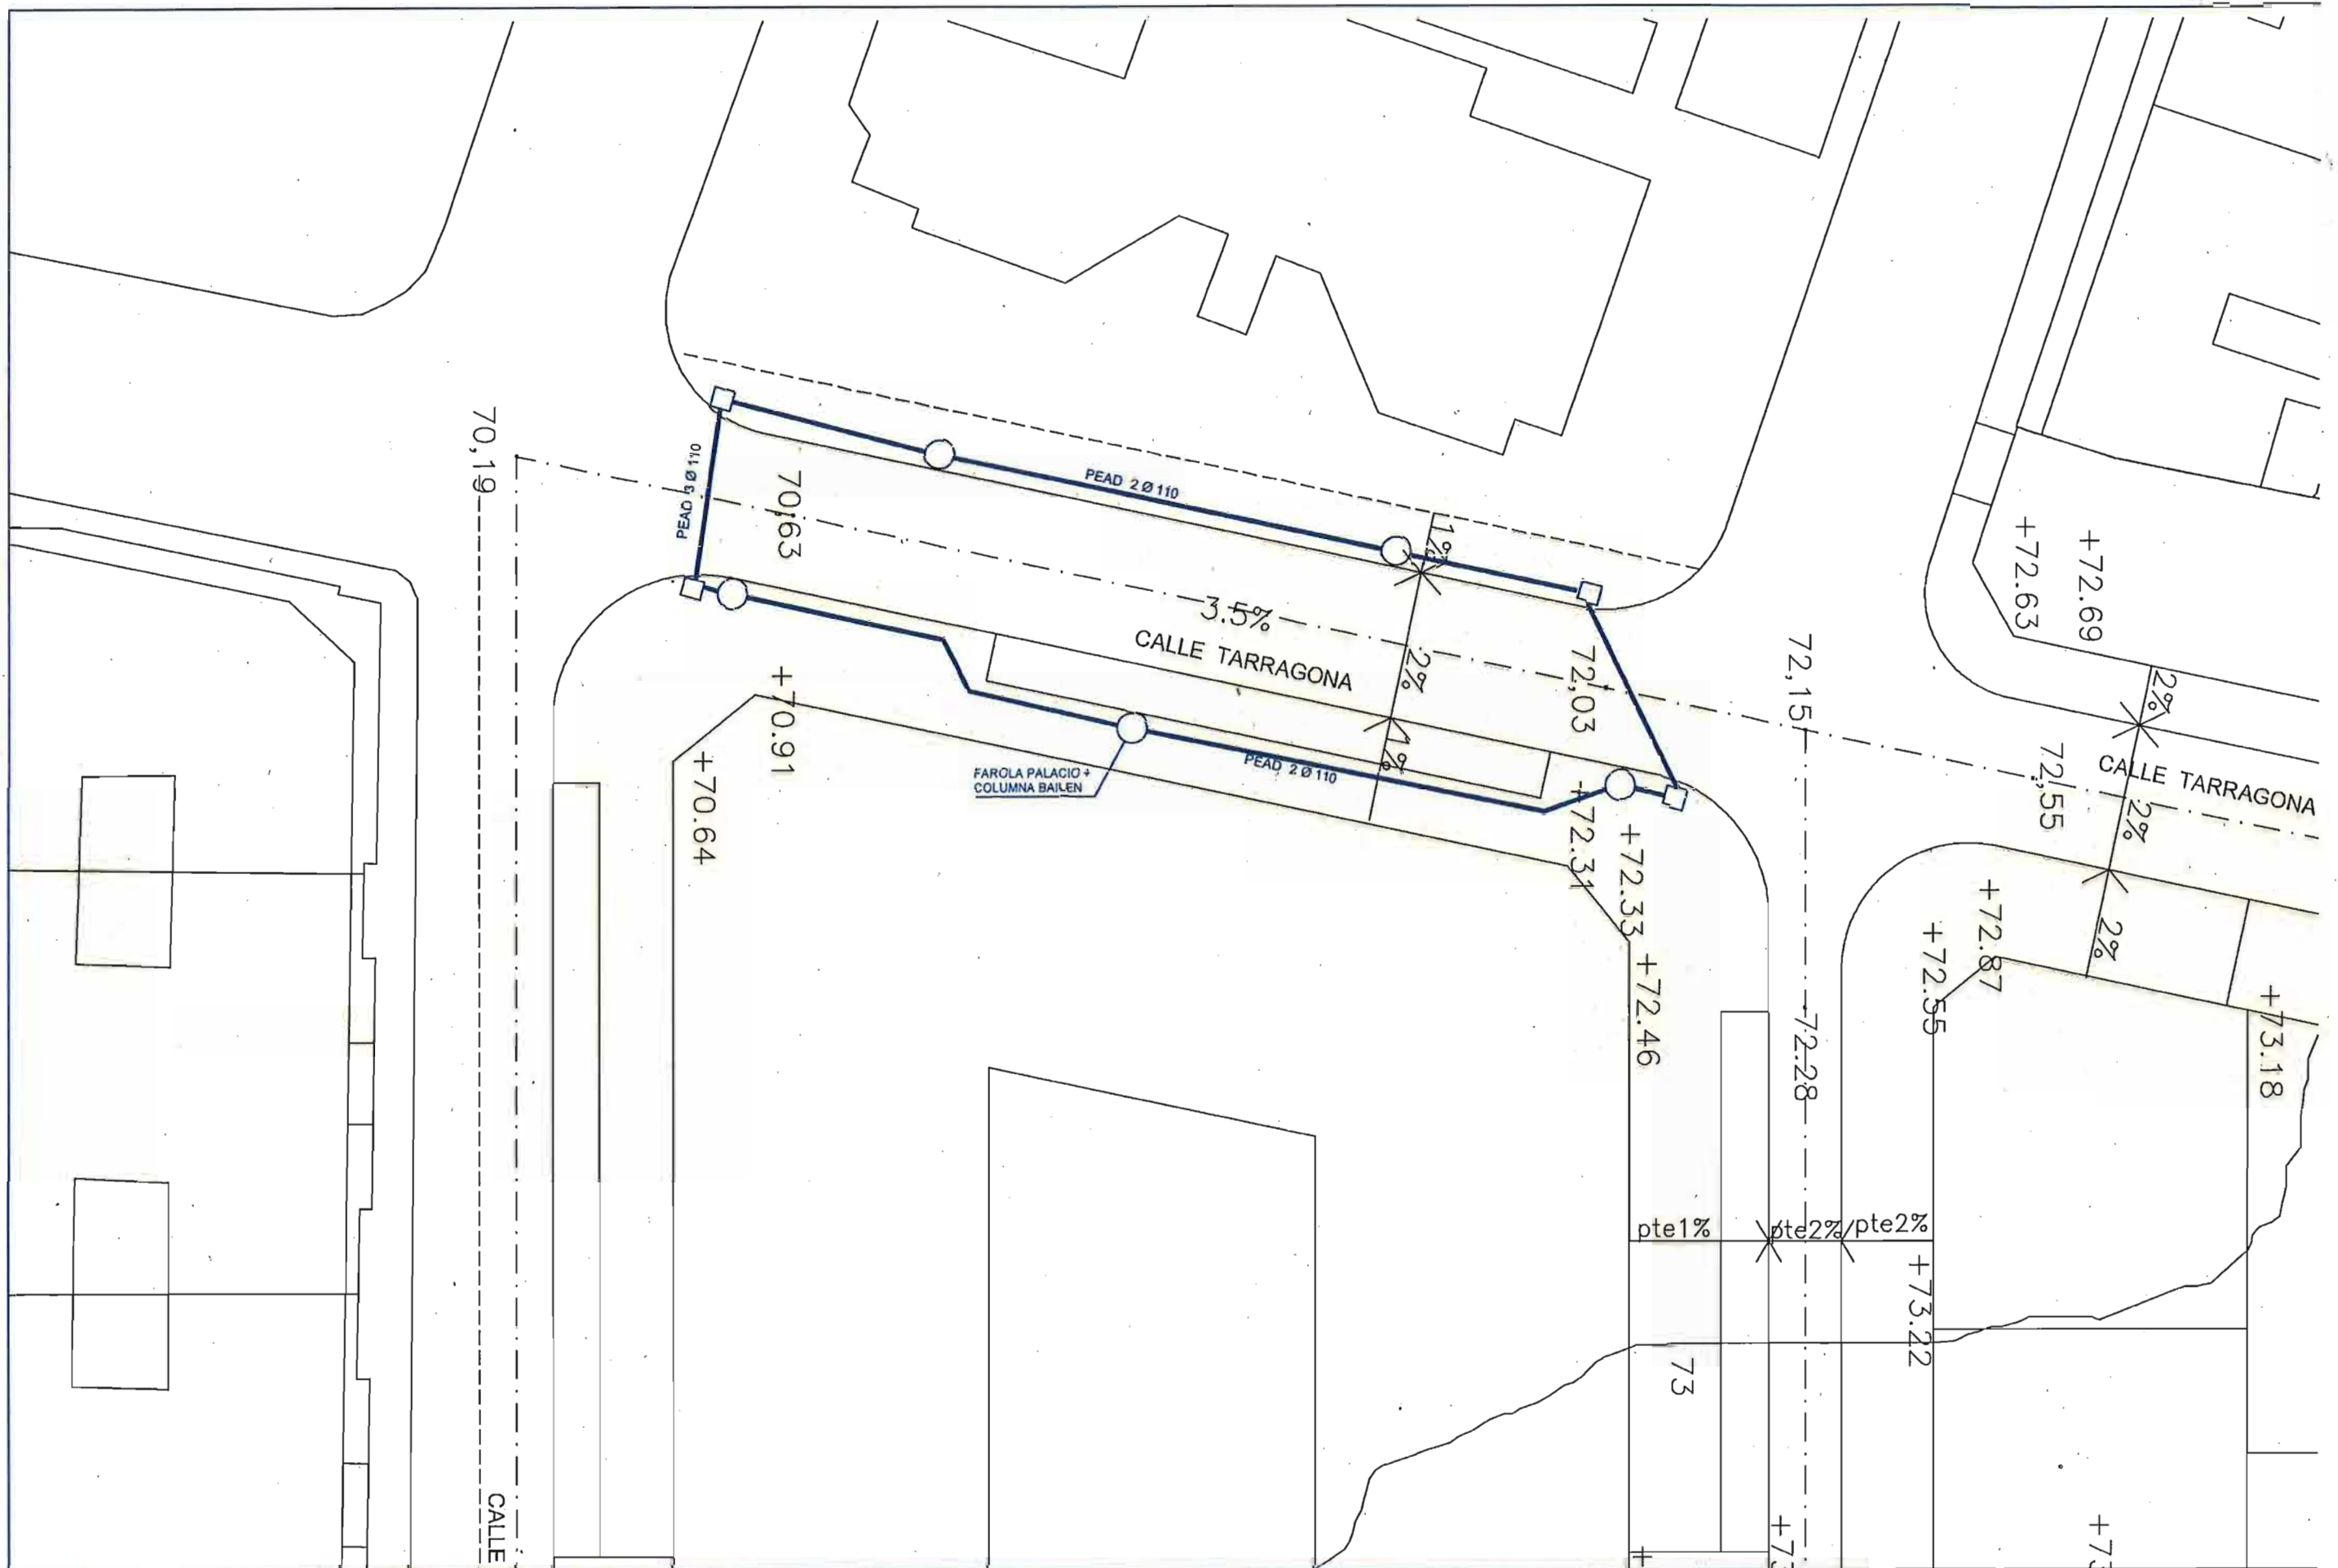 70,19
PEAD 3 Ø 110
70,63
PEAD 2 Ø 110
1%
3.5%
CALLE TARRAGONA
2%
72,03
72,15
+72.63
+72.69
2%
72,55
CALLE TARRAGONA
2%
2%
+70.91
+70.64
FAROLA PALACIO +
COLUMNA BAILEN
PEAD 2 Ø 110
1%
+72.31
+72.33
+72.46
72.28
+72.87
+72.55
+73.18
pte1%
pte2%
pte2%
+73.22
73
CALLE